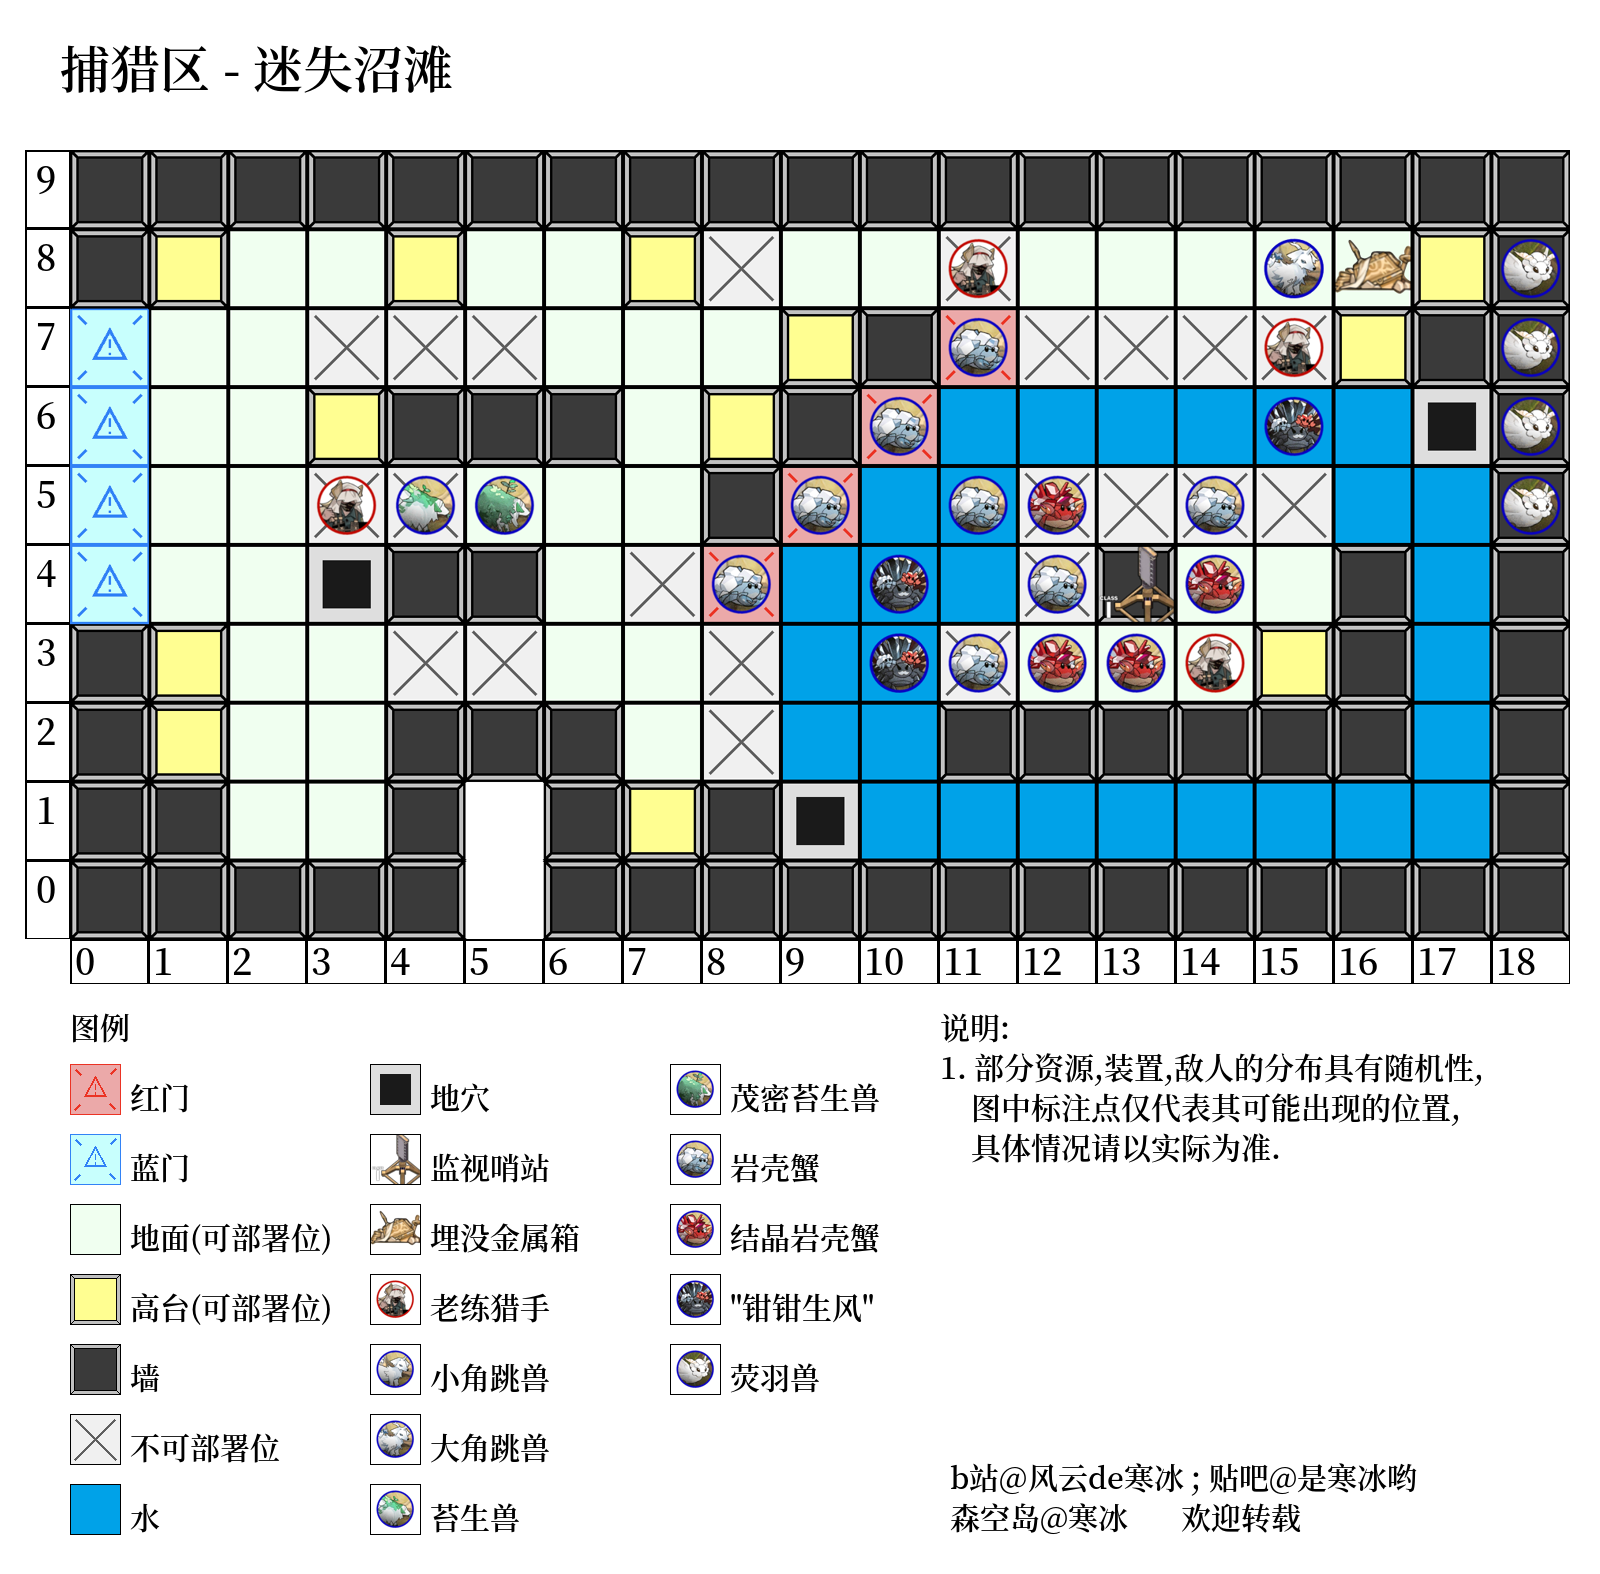 捕猎区 - 迷失沼滩
9
8
7
6
5
4
CLASS
3
2
1
0
0 1 2 3 4 5 6 7 8 9 10 11 12 13 14 15 16 17 18
图例
红门
蓝门
地面(可部署位)
高台(可部署位)
墙
不可部署位
水
地穴
监视哨站
埋没金属箱
老练猎手
小角跳兽
大角跳兽
苔生兽
茂密苔生兽
岩壳蟹
结晶岩壳蟹
"钳钳生风"
荧羽兽
说明:
1. 部分资源,装置,敌人的分布具有随机性,
图中标注点仅代表其可能出现的位置,
具体情况请以实际为准.
b站@风云de寒冰 ; 贴吧@是寒冰哟
森空岛@寒冰 欢迎转载